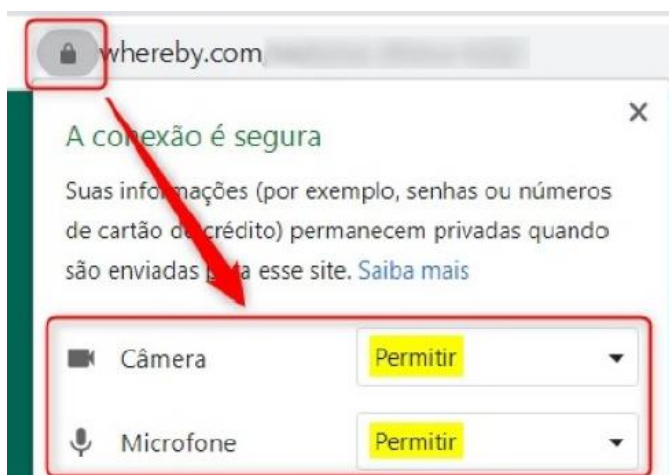 whereby.com
A conexão é segura
Suas informações (por exemplo, senhas ou números
de cartão de crédito) permanecem privadas quando
são enviadas para esse site. Saiba mais
Câmera Permitir
Microfone Permitir